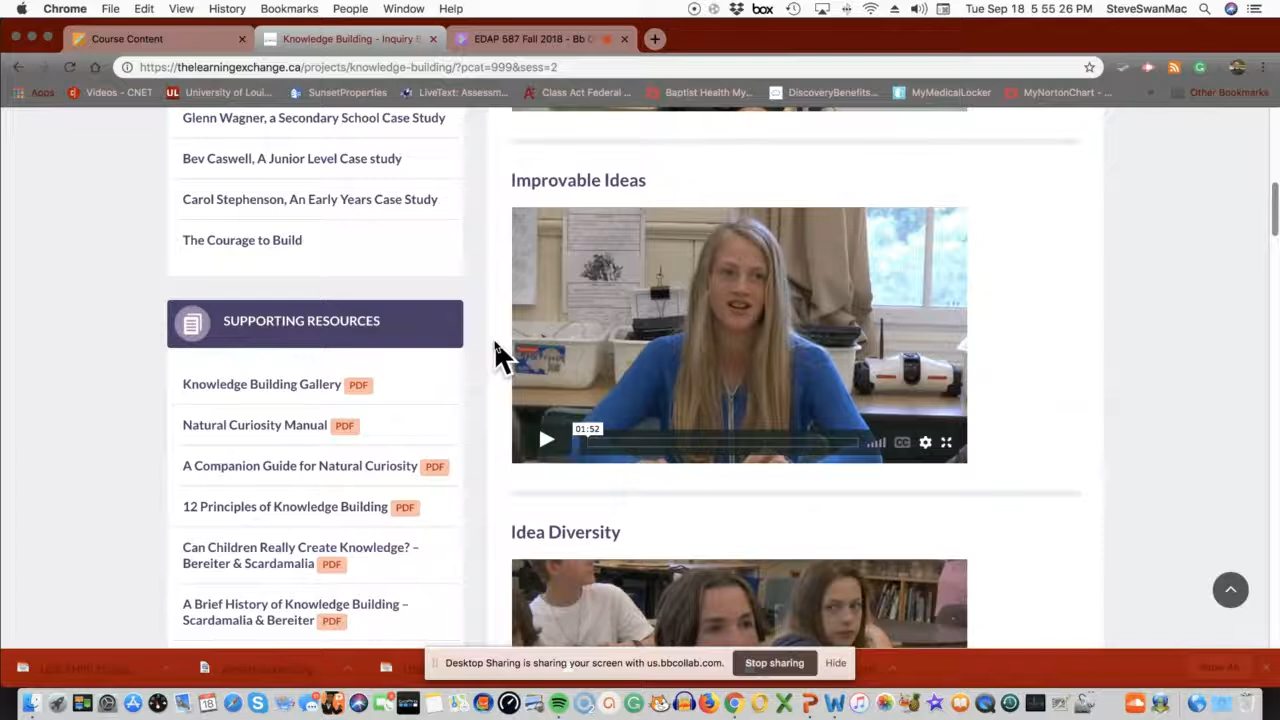 Chrome File Edit View History Bookmarks People Window Help box Tue Sep 18 5:55:26 PM SteveSwanMac
Course Content Knowledge Building - Inquiry B EDAP 587 Fall 2018 - Bb C
https://thelearningexchange.ca/projects/knowledge-building/?pcat=999&sess=2
Apps Videos - CNET UL University of Loui... SunsetProperties LiveText: Assessm... Class Act Federal ... Baptist Health My... DiscoveryBenefits... MyMedicalLocker MyNortonChart - ... » Other Bookmarks
Glenn Wagner, a Secondary School Case Study
Bev Caswell, A Junior Level Case study
Carol Stephenson, An Early Years Case Study
The Courage to Build
SUPPORTING RESOURCES
Knowledge Building Gallery PDF
Natural Curiosity Manual PDF
A Companion Guide for Natural Curiosity PDF
12 Principles of Knowledge Building PDF
Can Children Really Create Knowledge? –
Bereiter & Scardamalia PDF
A Brief History of Knowledge Building –
Scardamalia & Bereiter PDF
Improvable Ideas
01:52
CC
Idea Diversity
Desktop Sharing is sharing your screen with us.bbcollab.com. Stop sharing Hide
Show All
18